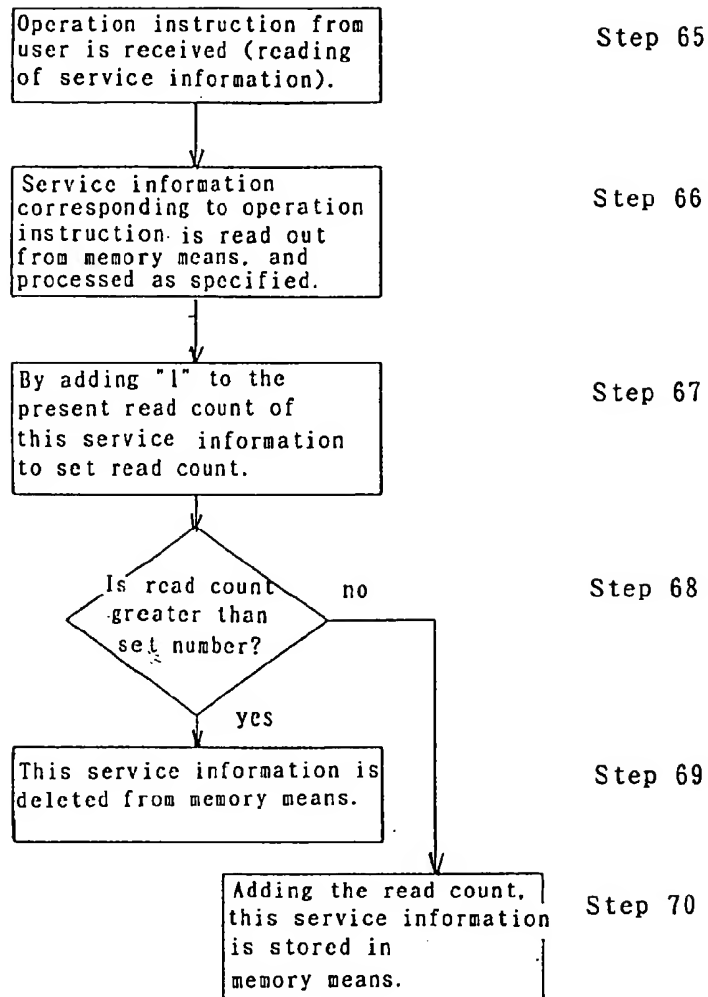 Operation instruction from
user is received (reading
of service information).
Step 65
Service information
corresponding to operation
instruction is read out
from memory means, and
processed as specified.
Step 66
By adding "1" to the
present read count of
this service information
to set read count.
Step 67
Is read count
greater than
set number?
no
yes
Step 68
This service information is
deleted from memory means.
Step 69
Adding the read count,
this service information
is stored in
memory means.
Step 70